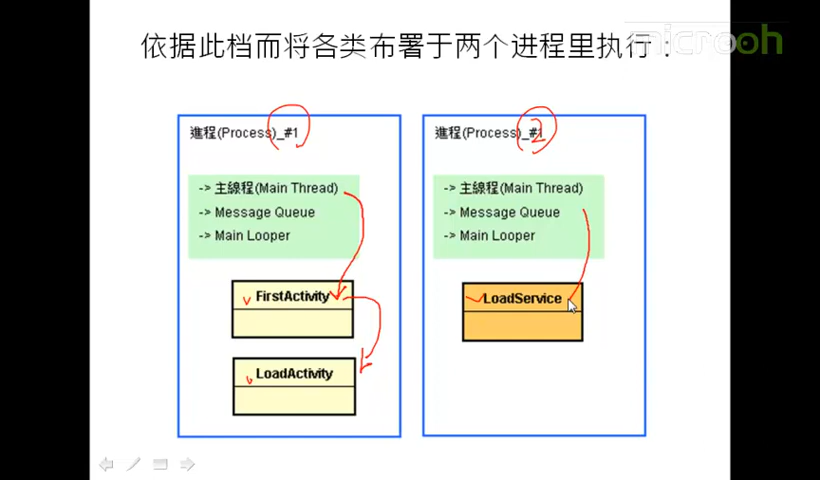 microoh
依据此档而将各类布署于两个进程里执行：
進程(Process)_#1
-> 主線程(Main Thread)
-> Message Queue
-> Main Looper
FirstActivity
LoadActivity
進程(Process)_#1
2
-> 主線程(Main Thread)
-> Message Queue
-> Main Looper
LoadService